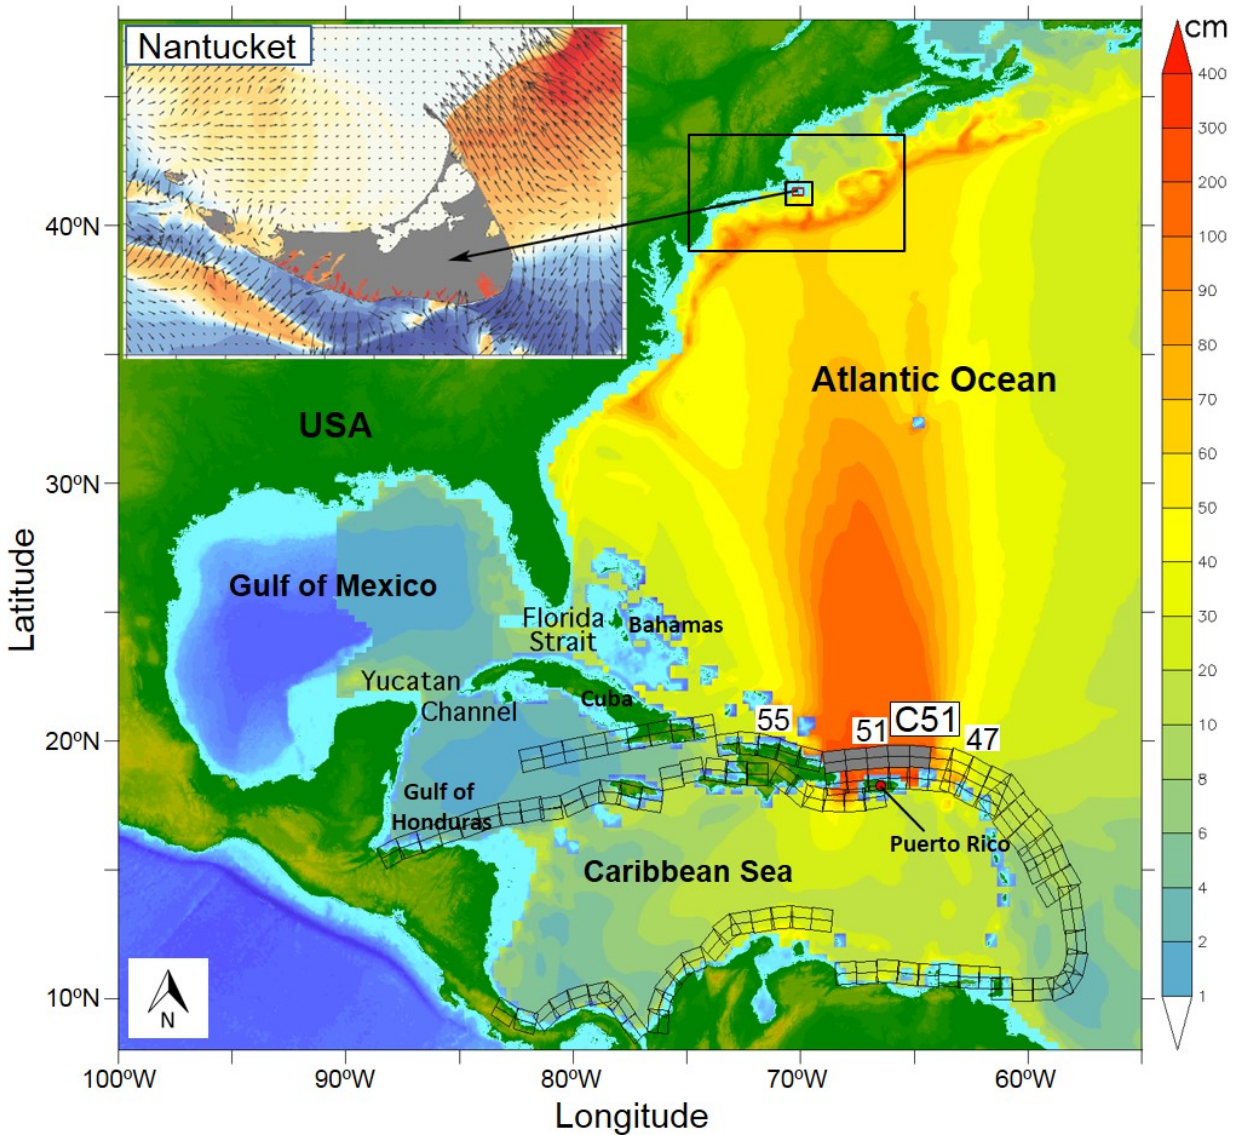 Nantucket
cm
400
300
200
100
90
80
70
60
50
40
30
20
10
8
6
4
2
1
40ºN
30ºN
20ºN
10ºN
Latitude
USA
Atlantic Ocean
Gulf of Mexico
Florida
Strait
Bahamas
Yucatan
Channel
Cuba
55
51
C51
47
Gulf of
Honduras
Puerto Rico
Caribbean Sea
N
100ºW
90ºW
80ºW
70ºW
60ºW
Longitude